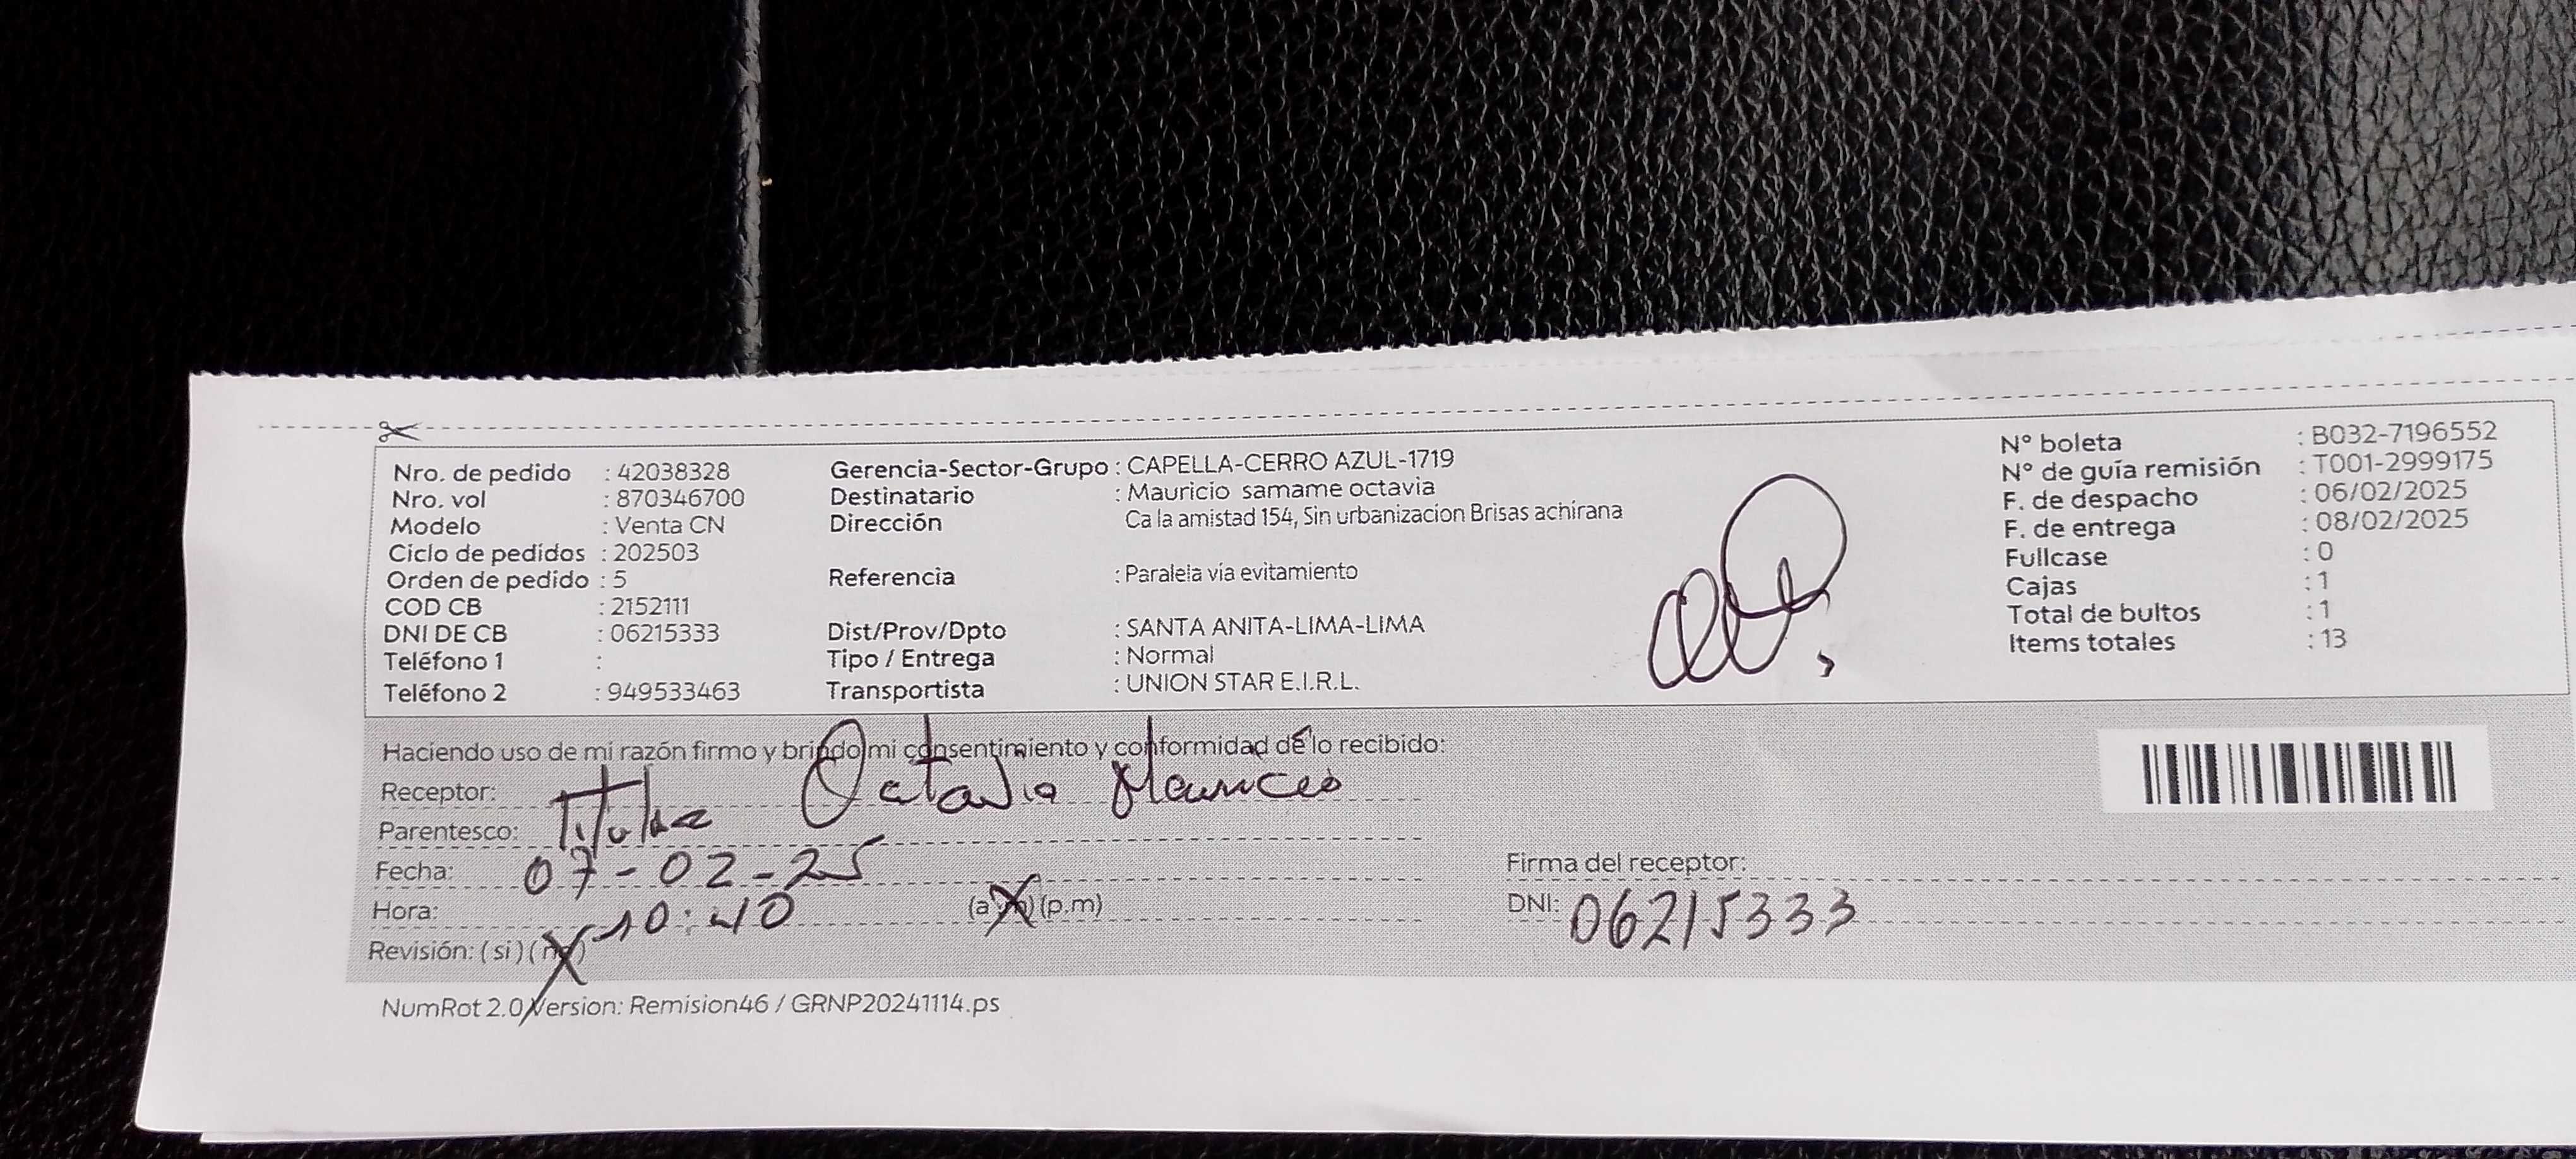 Nro. de pedido : 42038328
Nro. vol : 870346700
Modelo : Venta CN
Ciclo de pedidos : 202503
Orden de pedido : 5
COD CB : 2152111
DNI DE CB : 06215333
Teléfono 1 :
Teléfono 2 : 949533463
Gerencia-Sector-Grupo : CAPELLA-CERRO AZUL-1719
Destinatario : Mauricio samame octavia
Dirección Ca la amistad 154, Sin urbanizacion Brisas achirana
Referencia : Paralela vía evitamiento
Dist/Prov/Dpto : SANTA ANITA-LIMA-LIMA
Tipo / Entrega : Normal
Transportista : UNION STAR E.I.R.L.
N° boleta : B032-7196552
N° de guía remisión : T001-2999175
F. de despacho : 06/02/2025
F. de entrega : 08/02/2025
Fullcase : 0
Cajas : 1
Total de bultos : 1
Items totales : 13
Haciendo uso de mi razón firmo y brindo mi consentimiento y conformidad de lo recibido:
Receptor: Octavia
Parentesco: Titular
Fecha: 07-02-25
Hora: 10:40 (a.m) (p.m)
Revisión: (si) (no)
Firma del receptor:
DNI: 06215333
NumRot 2.0 Version: Remision46 / GRNP20241114.ps